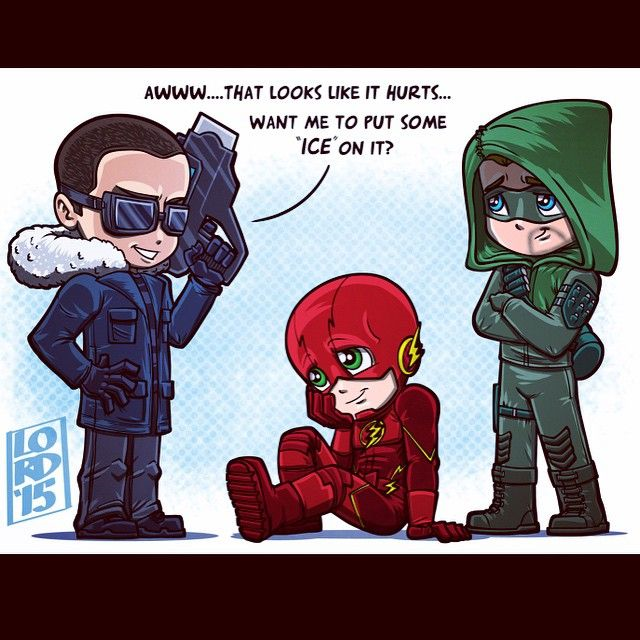 AWWW....THAT LOOKS LIKE IT HURTS...
WANT ME TO PUT SOME
"ICE" ON IT?
LO
RD
'15